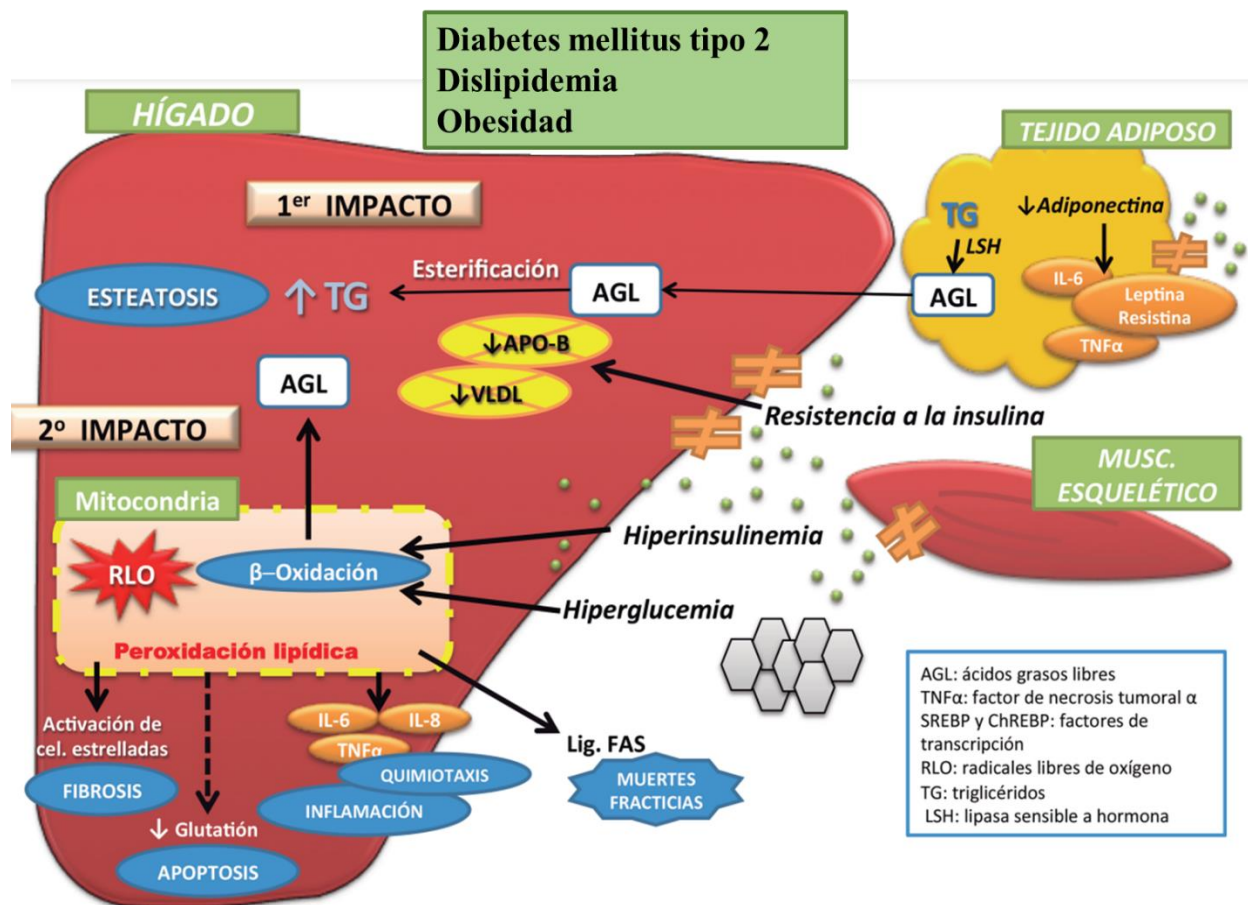 Diabetes mellitus tipo 2
Dislipidemia
Obesidad
HÍGADO
TEJIDO ADIPOSO
1er IMPACTO
TG
↓Adiponectina
LSH
IL-6
AGL
Leptina
Resistina
TNFα
Esterificación
ESTEATOSIS
↑ TG
AGL
↓APO-B
↓VLDL
AGL
Resistencia a la insulina
2o IMPACTO
MUSC.
ESQUELÉTICO
Mitocondria
RLO
β–Oxidación
Hiperinsulinemia
Hiperglucemia
Peroxidación lipídica
Activación de
cel. estrelladas
FIBROSIS
↓ Glutatión
APOPTOSIS
IL-6
IL-8
TNFα
QUIMIOTAXIS
INFLAMACIÓN
Lig. FAS
MUERTES
FRACTICIAS
AGL: ácidos grasos libres
TNFα: factor de necrosis tumoral α
SREBP y ChREBP: factores de
transcripción
RLO: radicales libres de oxígeno
TG: triglicéridos
LSH: lipasa sensible a hormona